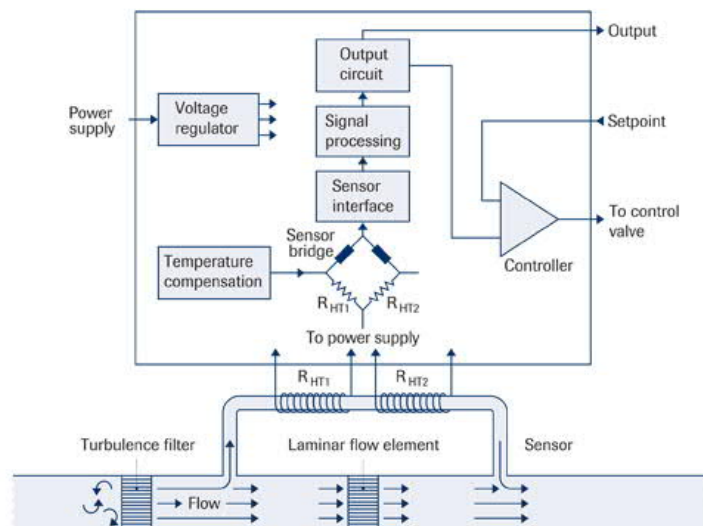 Output
Output
circuit
Power
supply
Voltage
regulator
Signal
processing
Setpoint
Sensor
interface
To control
valve
Sensor
bridge
Controller
Temperature
compensation
RHT1
RHT2
To power supply
RHT1
RHT2
Turbulence filter
Laminar flow element
Sensor
Flow